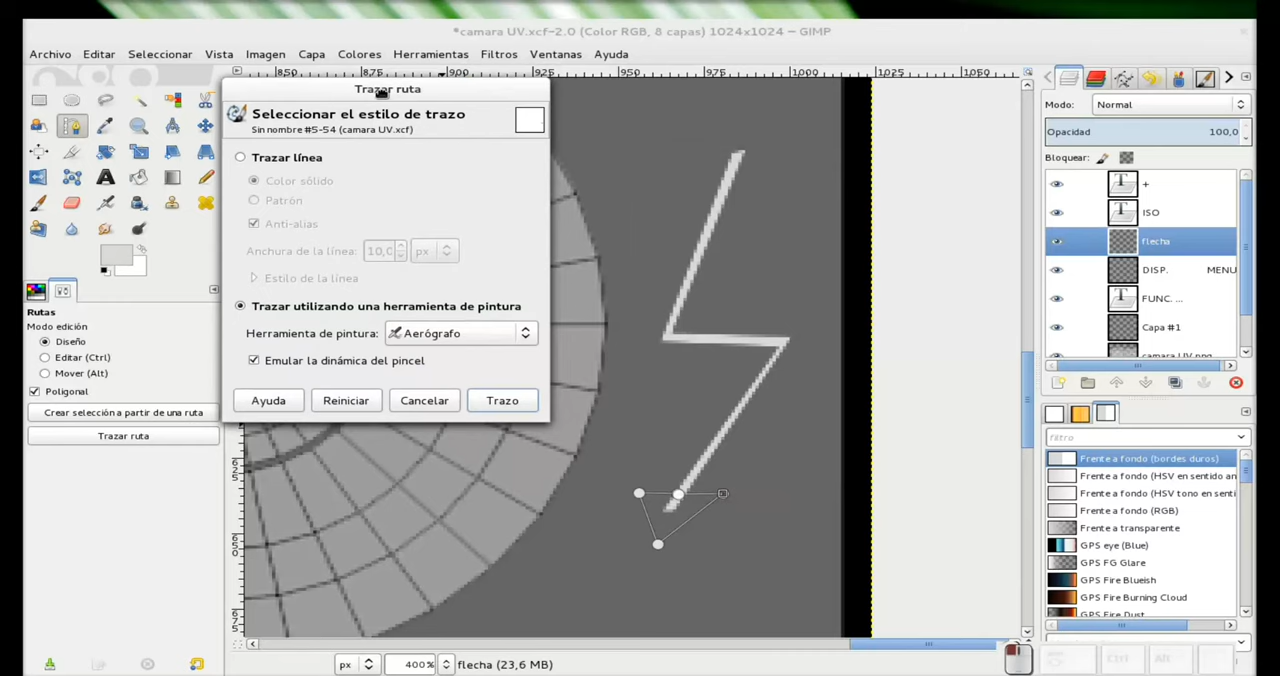 *camara UV.xcf-2.0 (Color RGB, 8 capas) 1024x1024 – GIMP
Archivo Editar Seleccionar Vista Imagen Capa Colores Herramientas Filtros Ventanas Ayuda
850 875 900 925 950 975 1000 1025 1050
Trazar ruta
Seleccionar el estilo de trazo
Sin nombre #5-54 (camara UV.xcf)
Trazar línea
Color sólido
Patrón
Anti-alias
Anchura de la línea: 10,0 px
Estilo de la línea
Trazar utilizando una herramienta de pintura
Herramienta de pintura: Aerógrafo
Emular la dinámica del pincel
Ayuda Reiniciar Cancelar Trazo
Rutas
Modo edición
Diseño
Editar (Ctrl)
Mover (Alt)
Poligonal
Crear selección a partir de una ruta
Trazar ruta
Modo: Normal
Opacidad 100,0
Bloquear:
+
ISO
flecha
DISP. MENU
FUNC. ...
Capa #1
camara UV.png
filtro
Frente a fondo (bordes duros)
Frente a fondo (HSV en sentido an
Frente a fondo (HSV tono en senti
Frente a fondo (RGB)
Frente a transparente
GPS eye (Blue)
GPS FG Glare
GPS Fire Blueish
GPS Fire Burning Cloud
GPS Fire Dust
px 400% flecha (23,6 MB)
Ctrl Alt